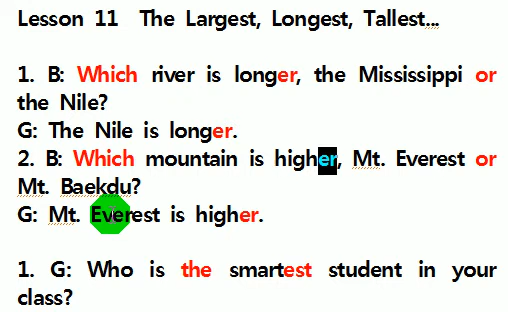 Lesson 11 The Largest, Longest, Tallest...
1. B: Which river is longer, the Mississippi or
the Nile?
G: The Nile is longer.
2. B: Which mountain is higher, Mt. Everest or
Mt. Baekdu?
G: Mt. Everest is higher.
1. G: Who is the smartest student in your
class?